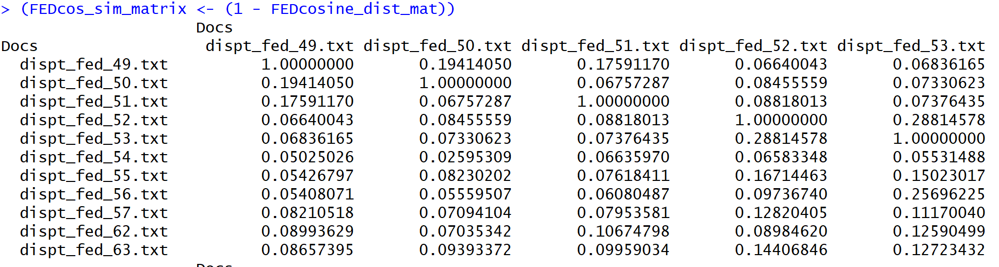 > (FEDcos_sim_matrix <- (1 - FEDcosine_dist_mat))
Docs
Docs dispt_fed_49.txt dispt_fed_50.txt dispt_fed_51.txt dispt_fed_52.txt dispt_fed_53.txt
dispt_fed_49.txt 1.00000000 0.19414050 0.17591170 0.06640043 0.06836165
dispt_fed_50.txt 0.19414050 1.00000000 0.06757287 0.08455559 0.07330623
dispt_fed_51.txt 0.17591170 0.06757287 1.00000000 0.08818013 0.07376435
dispt_fed_52.txt 0.06640043 0.08455559 0.08818013 1.00000000 0.28814578
dispt_fed_53.txt 0.06836165 0.07330623 0.07376435 0.28814578 1.00000000
dispt_fed_54.txt 0.05025026 0.02595309 0.06635970 0.06583348 0.05531488
dispt_fed_55.txt 0.05426797 0.08230202 0.07618411 0.16714463 0.15023017
dispt_fed_56.txt 0.05408071 0.05559507 0.06080487 0.09736740 0.25696225
dispt_fed_57.txt 0.08210518 0.07094104 0.07953581 0.12820405 0.11170040
dispt_fed_62.txt 0.08993629 0.07035342 0.10674798 0.08984620 0.12590499
dispt_fed_63.txt 0.08657395 0.09393372 0.09959034 0.14406846 0.12723432
Docs